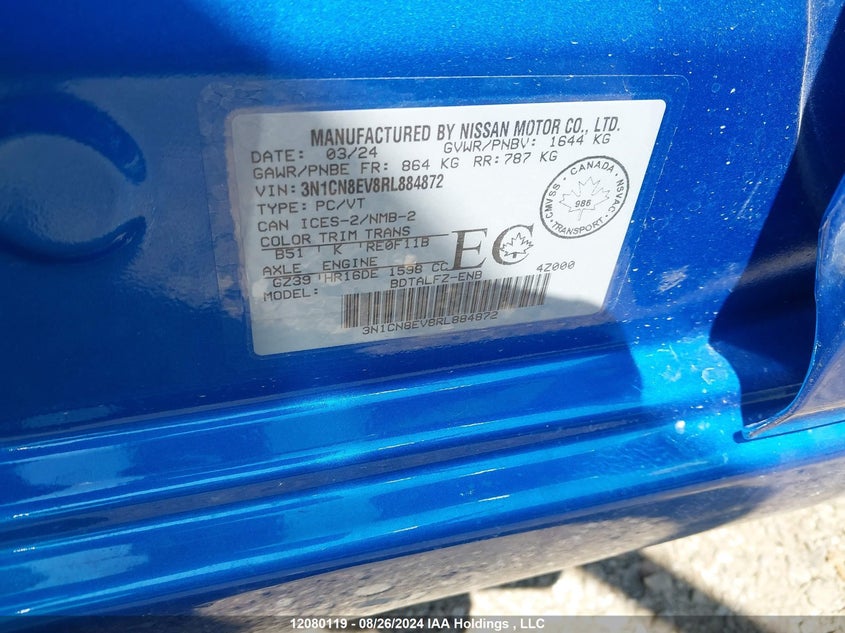 MANUFACTURED BY NISSAN MOTOR CO., LTD.
DATE: 03/24 GVWR/PNBV: 1644 KG
GAWR/PNBE FR: 864 KG RR: 787 KG
VIN: 3N1CN8EV8RL884872
TYPE: PC/VT
CAN ICES-2/NMB-2
COLOR TRIM TRANS
B51 K RE0F11B
AXLE ENGINE
GZ39 HR16DE 1598 CC 4Z000
MODEL: BDTALFZ-ENB
3N1CN8EV8RL884872
EC
CANADA
CMVSS NSVAC
986
TRANSPORT
12080119 - 08/26/2024 IAA Holdings , LLC